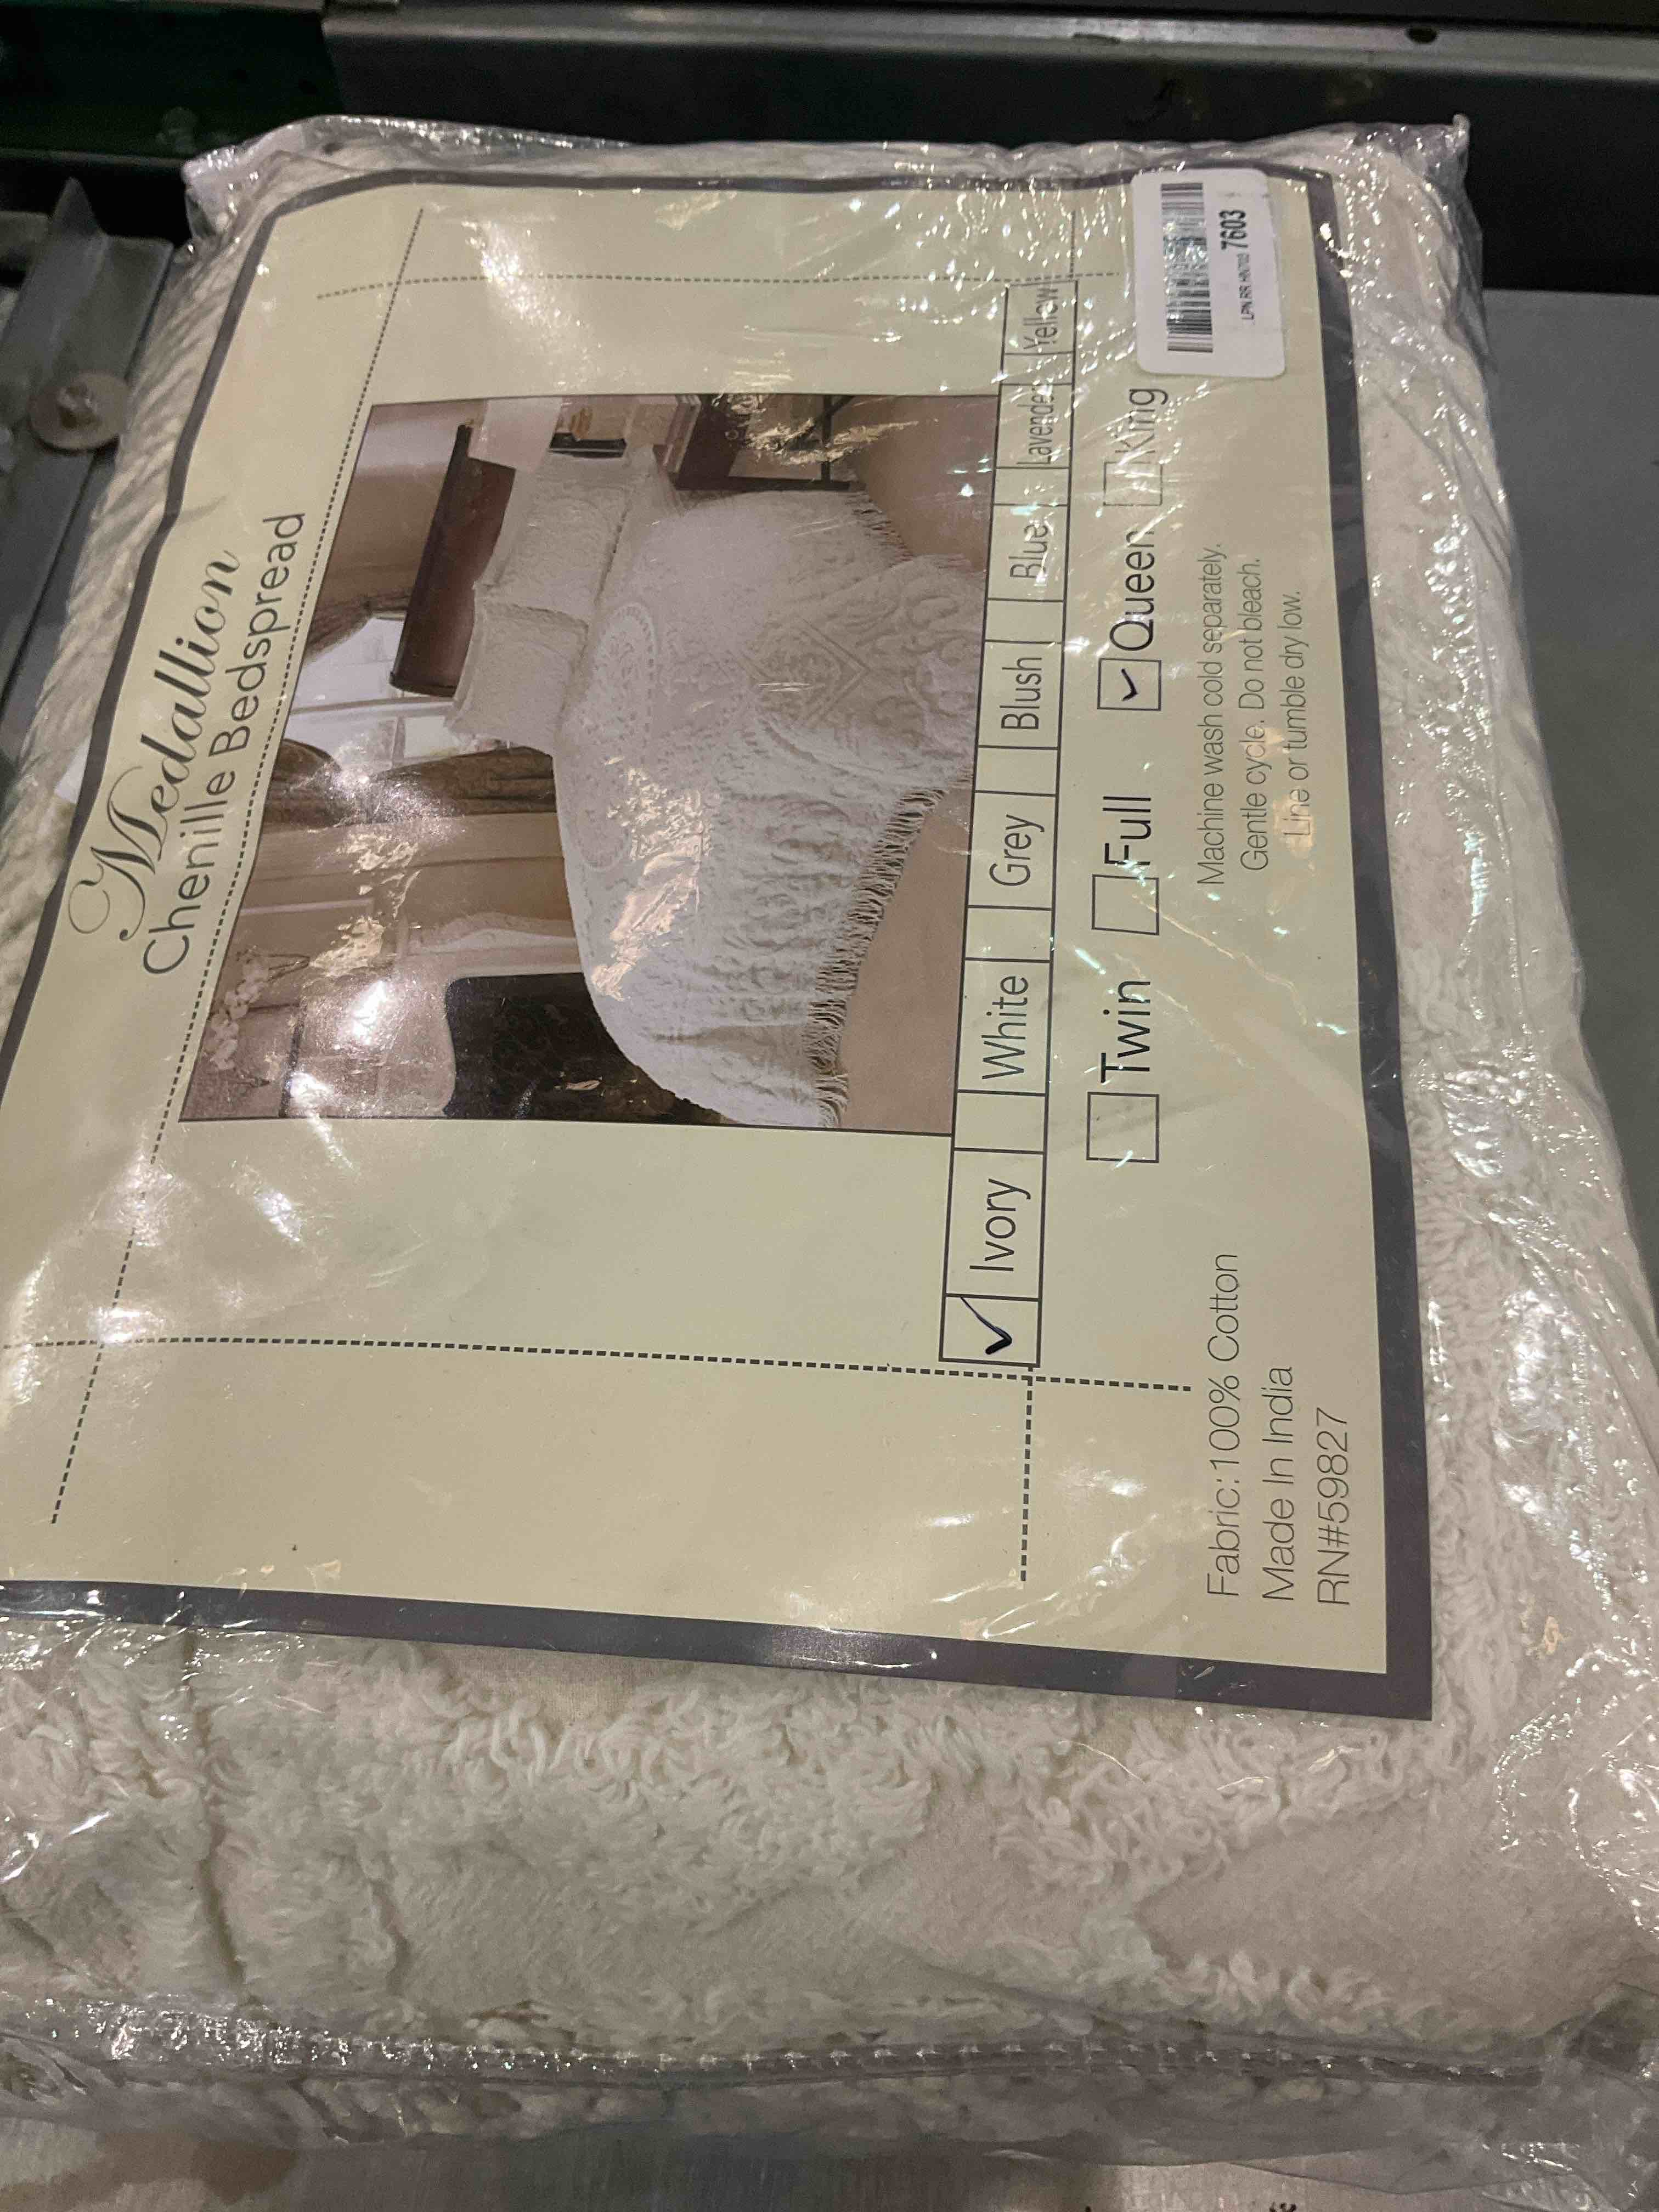 Medallion
Chenille Bedspread
Ivory White Grey Blush Blue Lavender Yellow
Twin Full Queen King
Machine wash cold separately.
Gentle cycle. Do not bleach.
Line or tumble dry low.
Fabric:100% Cotton
Made In India
RN#59827
7603